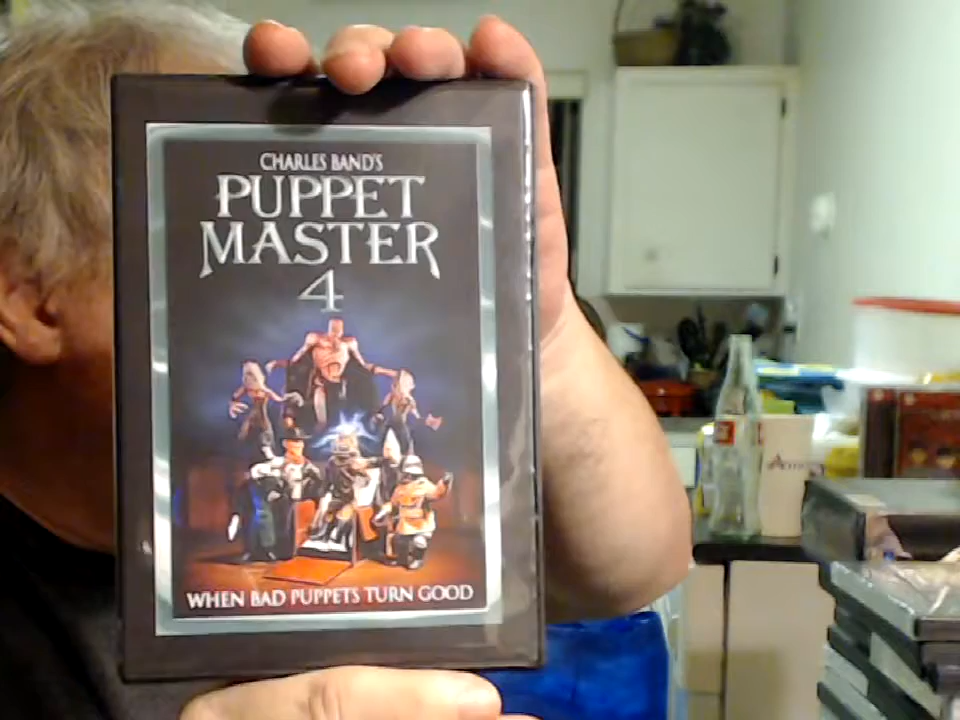 CHARLES BAND'S
PUPPET
MASTER
4
WHEN BAD PUPPETS TURN GOOD